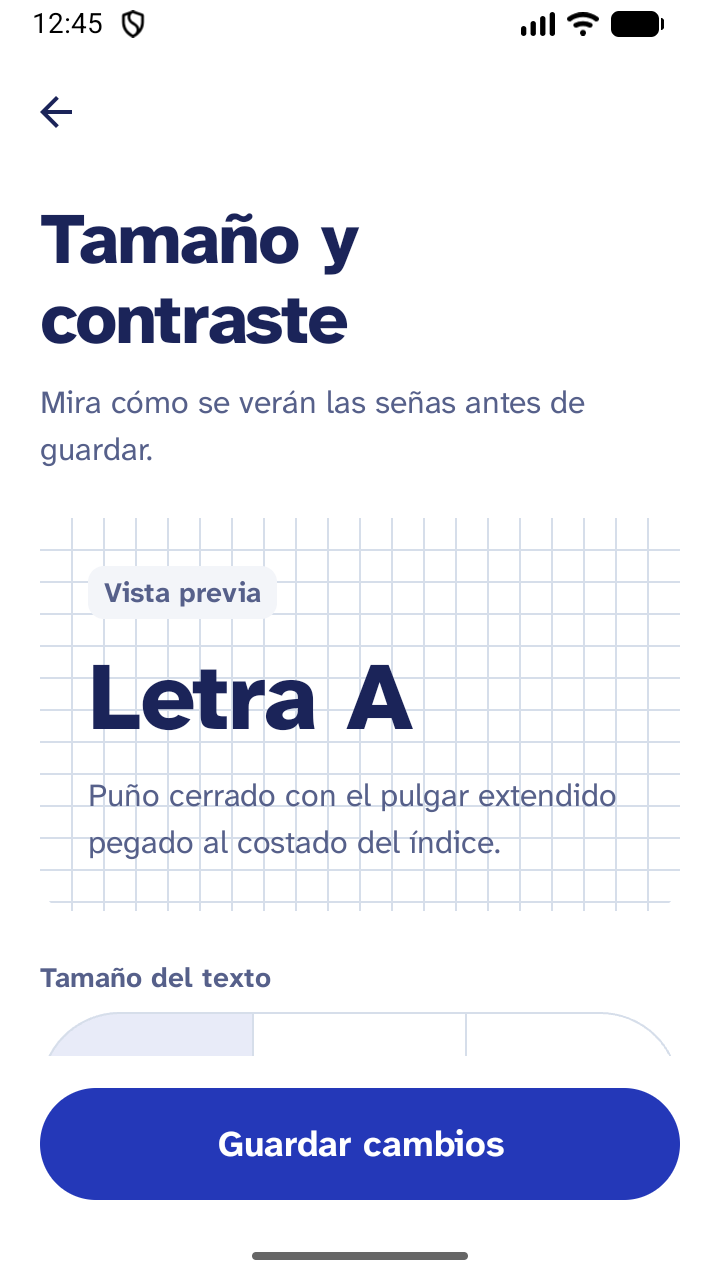 12:45
Tamaño y
contraste
Mira cómo se verán las señas antes de
guardar.
Vista previa
Letra A
Puño cerrado con el pulgar extendido
pegado al costado del índice.
Tamaño del texto
Guardar cambios